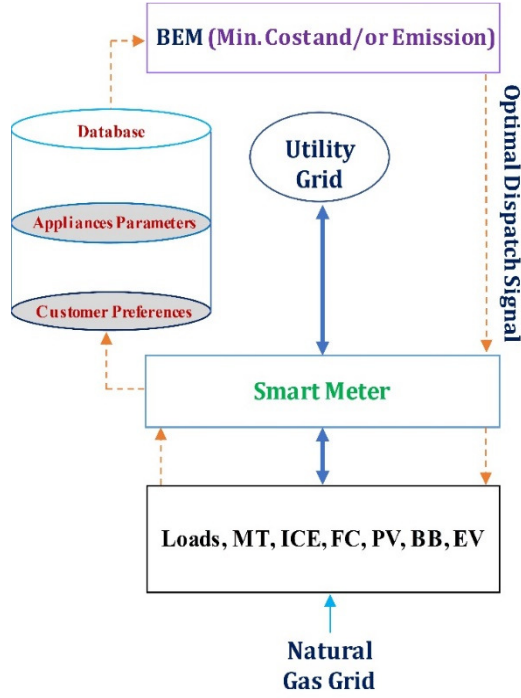 BEM (Min. Costand/or Emission)
Database
Appliances Parameters
Customer Preferences
Utility
Grid
Optimal Dispatch Signal
Smart Meter
Loads, MT, ICE, FC, PV, BB, EV
Natural
Gas Grid